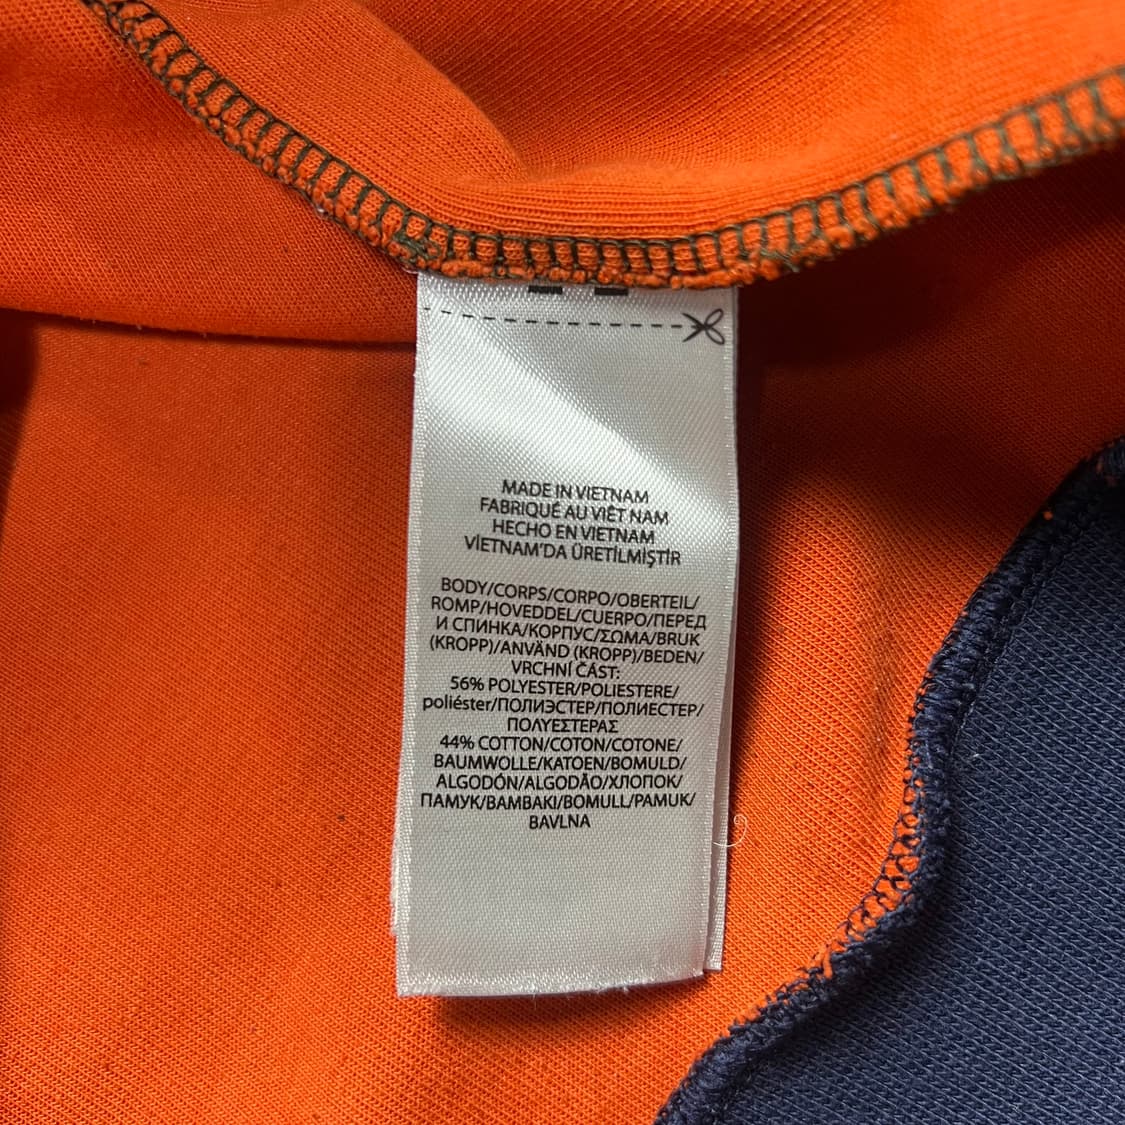 MADE IN VIETNAM
FABRIQUÉ AU VIÊT NAM
HECHO EN VIETNAM
VİETNAM'DA ÜRETİLMİŞTİR
BODY/CORPS/CORPO/OBERTEIL/
ROMP/HOVEDDEL/CUERPO/ПЕРЕД
И СПИНКА/КОРПУС/ΣΩΜΑ/BRUK
(KROPP)/ANVÄND (KROPP)/BEDEN/
VRCHNÍ ČÁST:
56% POLYESTER/POLIESTERE/
poliéster/ПОЛИЭСТЕР/ПОЛИЕСТЕР/
ΠΟΛΥΕΣΤΕΡΑΣ
44% COTTON/COTON/COTONE/
BAUMWOLLE/KATOEN/BOMULD/
ALGODÓN/ALGODÃO/ХЛОПОК/
ПАМУК/BAMBAKI/BOMULL/PAMUK/
BAVLNA